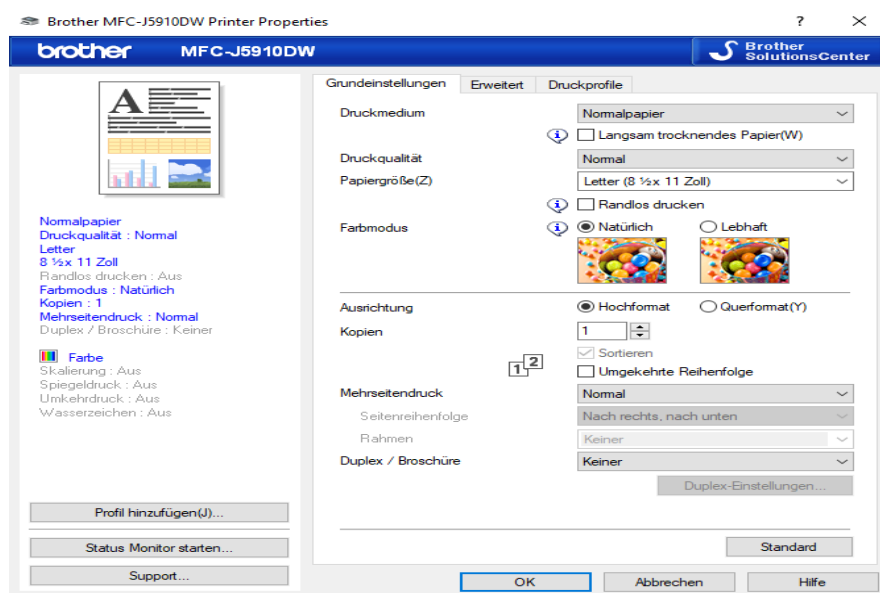 Brother MFC-J5910DW Printer Properties ? ×
brother MFC-J5910DW Brother
SolutionsCenter
A
Normalpapier
Druckqualität : Normal
Letter
8 ½x 11 Zoll
Randlos drucken : Aus
Farbmodus : Natürlich
Kopien : 1
Mehrseitendruck : Normal
Duplex / Broschüre : Keiner
Farbe
Skalierung : Aus
Spiegeldruck : Aus
Umkehrdruck : Aus
Wasserzeichen : Aus
Profil hinzufügen(J)...
Status Monitor starten...
Support...
Grundeinstellungen Erweitert Druckprofile
Druckmedium Normalpapier
Langsam trocknendes Papier(W)
Druckqualität Normal
Papiergröße(Z) Letter (8 ½x 11 Zoll)
Randlos drucken
Farbmodus Natürlich Lebhaft
Ausrichtung Hochformat Querformat(Y)
Kopien 1
Sortieren
1 2
Umgekehrte Reihenfolge
Mehrseitendruck Normal
Seitenreihenfolge Nach rechts, nach unten
Rahmen Keiner
Duplex / Broschüre Keiner
Duplex-Einstellungen...
Standard
OK Abbrechen Hilfe